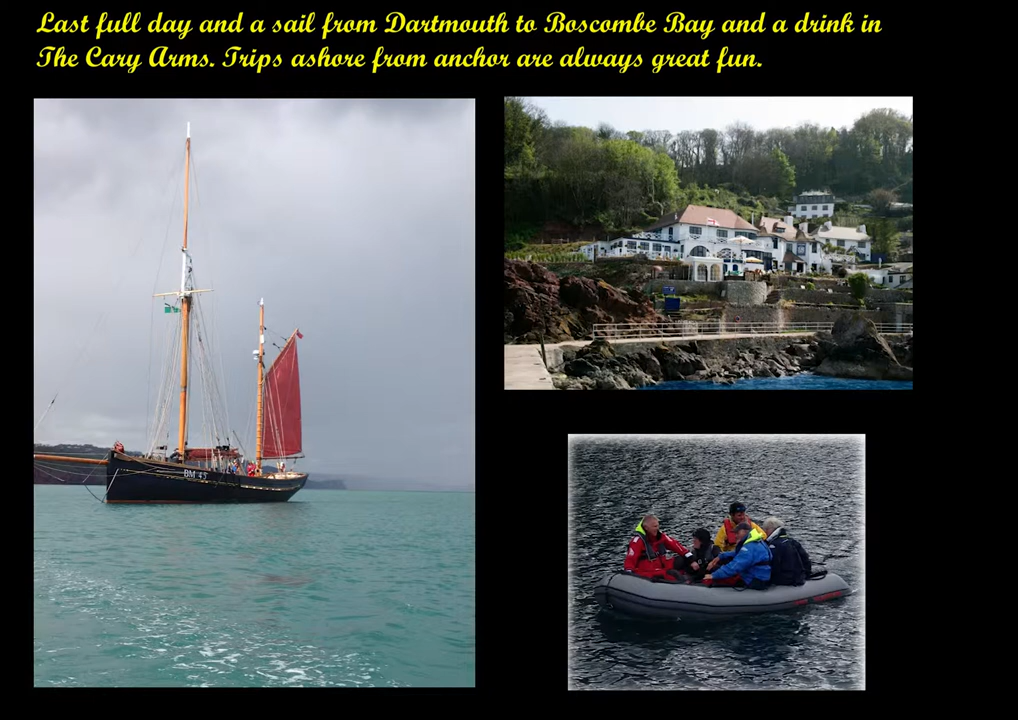 Last full day and a sail from Dartmouth to Boscombe Bay and a drink in
The Cary Arms. Trips ashore from anchor are always great fun.
BM 45